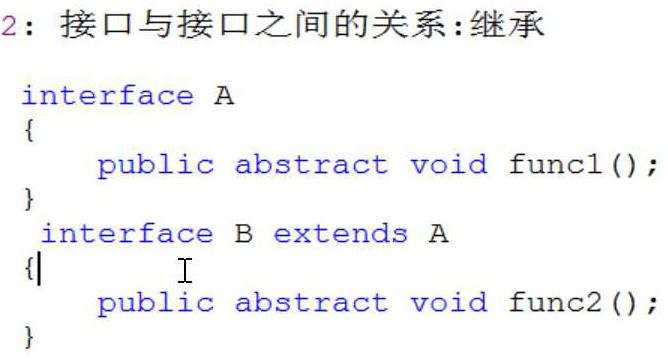 2: 接口与接口之间的关系:继承
interface A
{
    public abstract void func1();
}
 interface B extends A
{
    public abstract void func2();
}